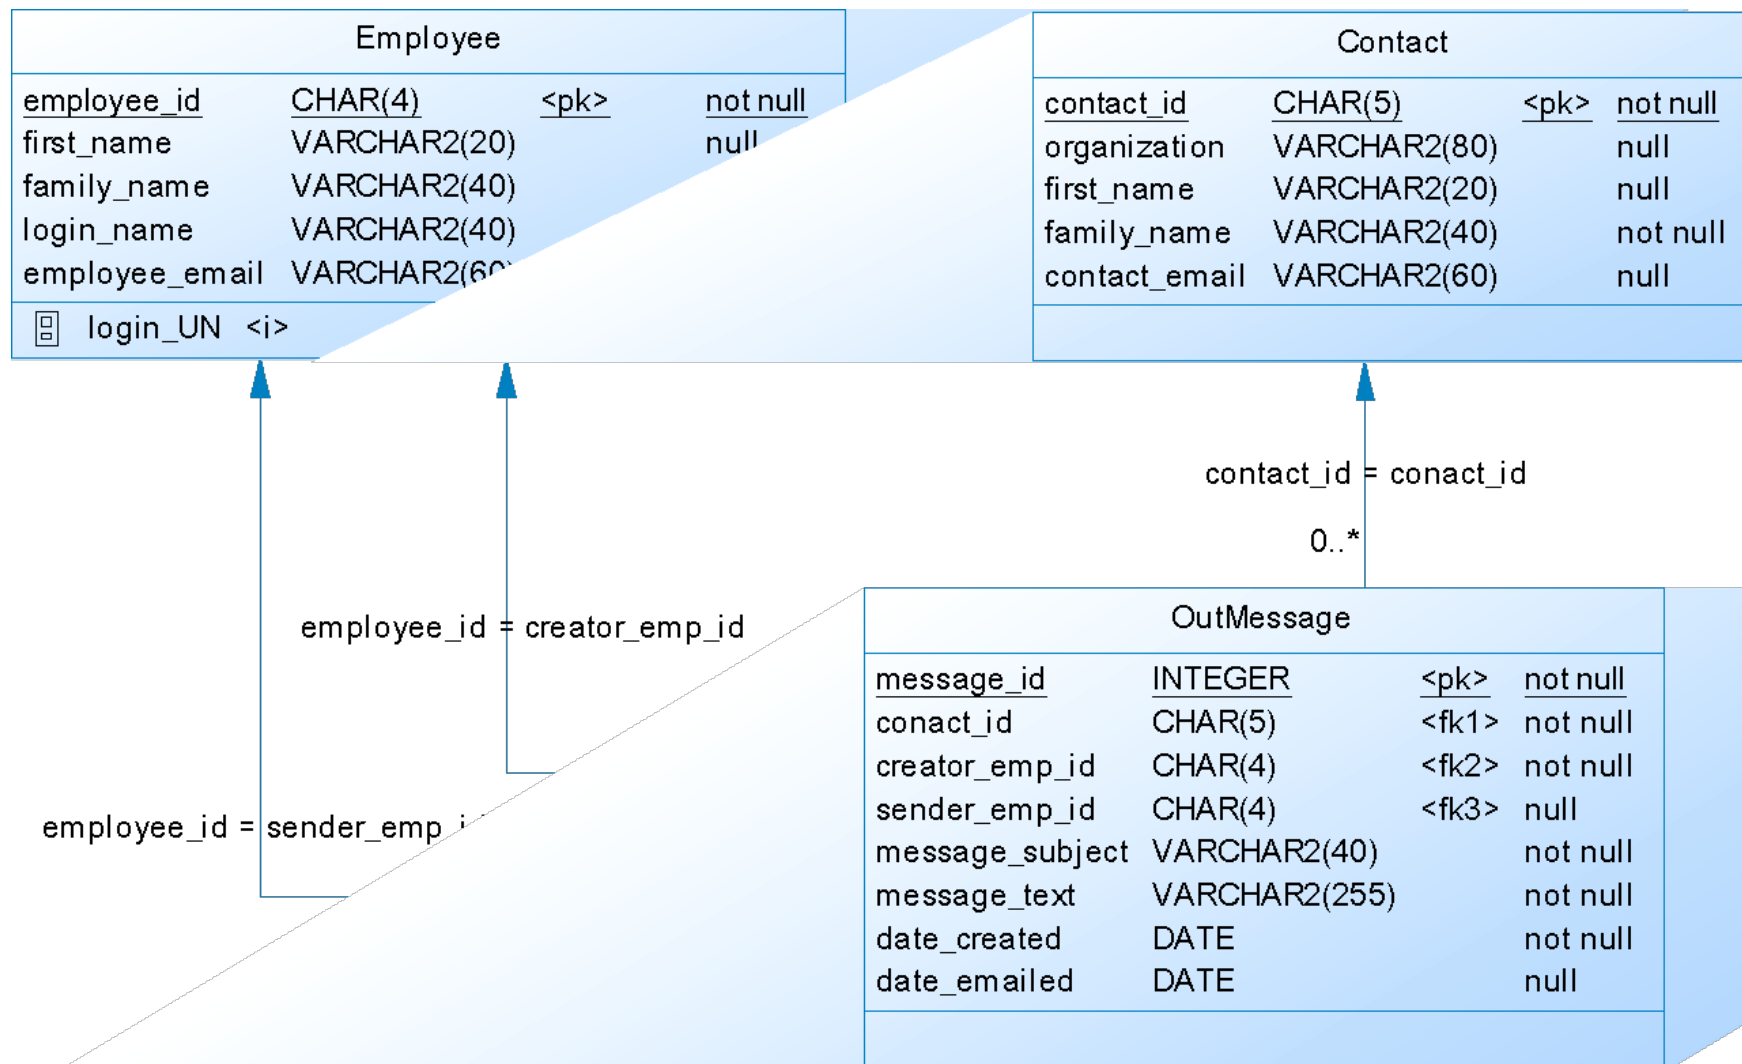 Employee
employee_id CHAR(4) <pk> not null
first_name VARCHAR2(20) null
family_name VARCHAR2(40)
login_name VARCHAR2(40)
employee_email VARCHAR2(60)
login_UN <i>
Contact
contact_id CHAR(5) <pk> not null
organization VARCHAR2(80) null
first_name VARCHAR2(20) null
family_name VARCHAR2(40) not null
contact_email VARCHAR2(60) null
contact_id = conact_id
0..*
employee_id = creator_emp_id
employee_id = sender_emp_i
OutMessage
message_id INTEGER <pk> not null
conact_id CHAR(5) <fk1> not null
creator_emp_id CHAR(4) <fk2> not null
sender_emp_id CHAR(4) <fk3> null
message_subject VARCHAR2(40) not null
message_text VARCHAR2(255) not null
date_created DATE not null
date_emailed DATE null